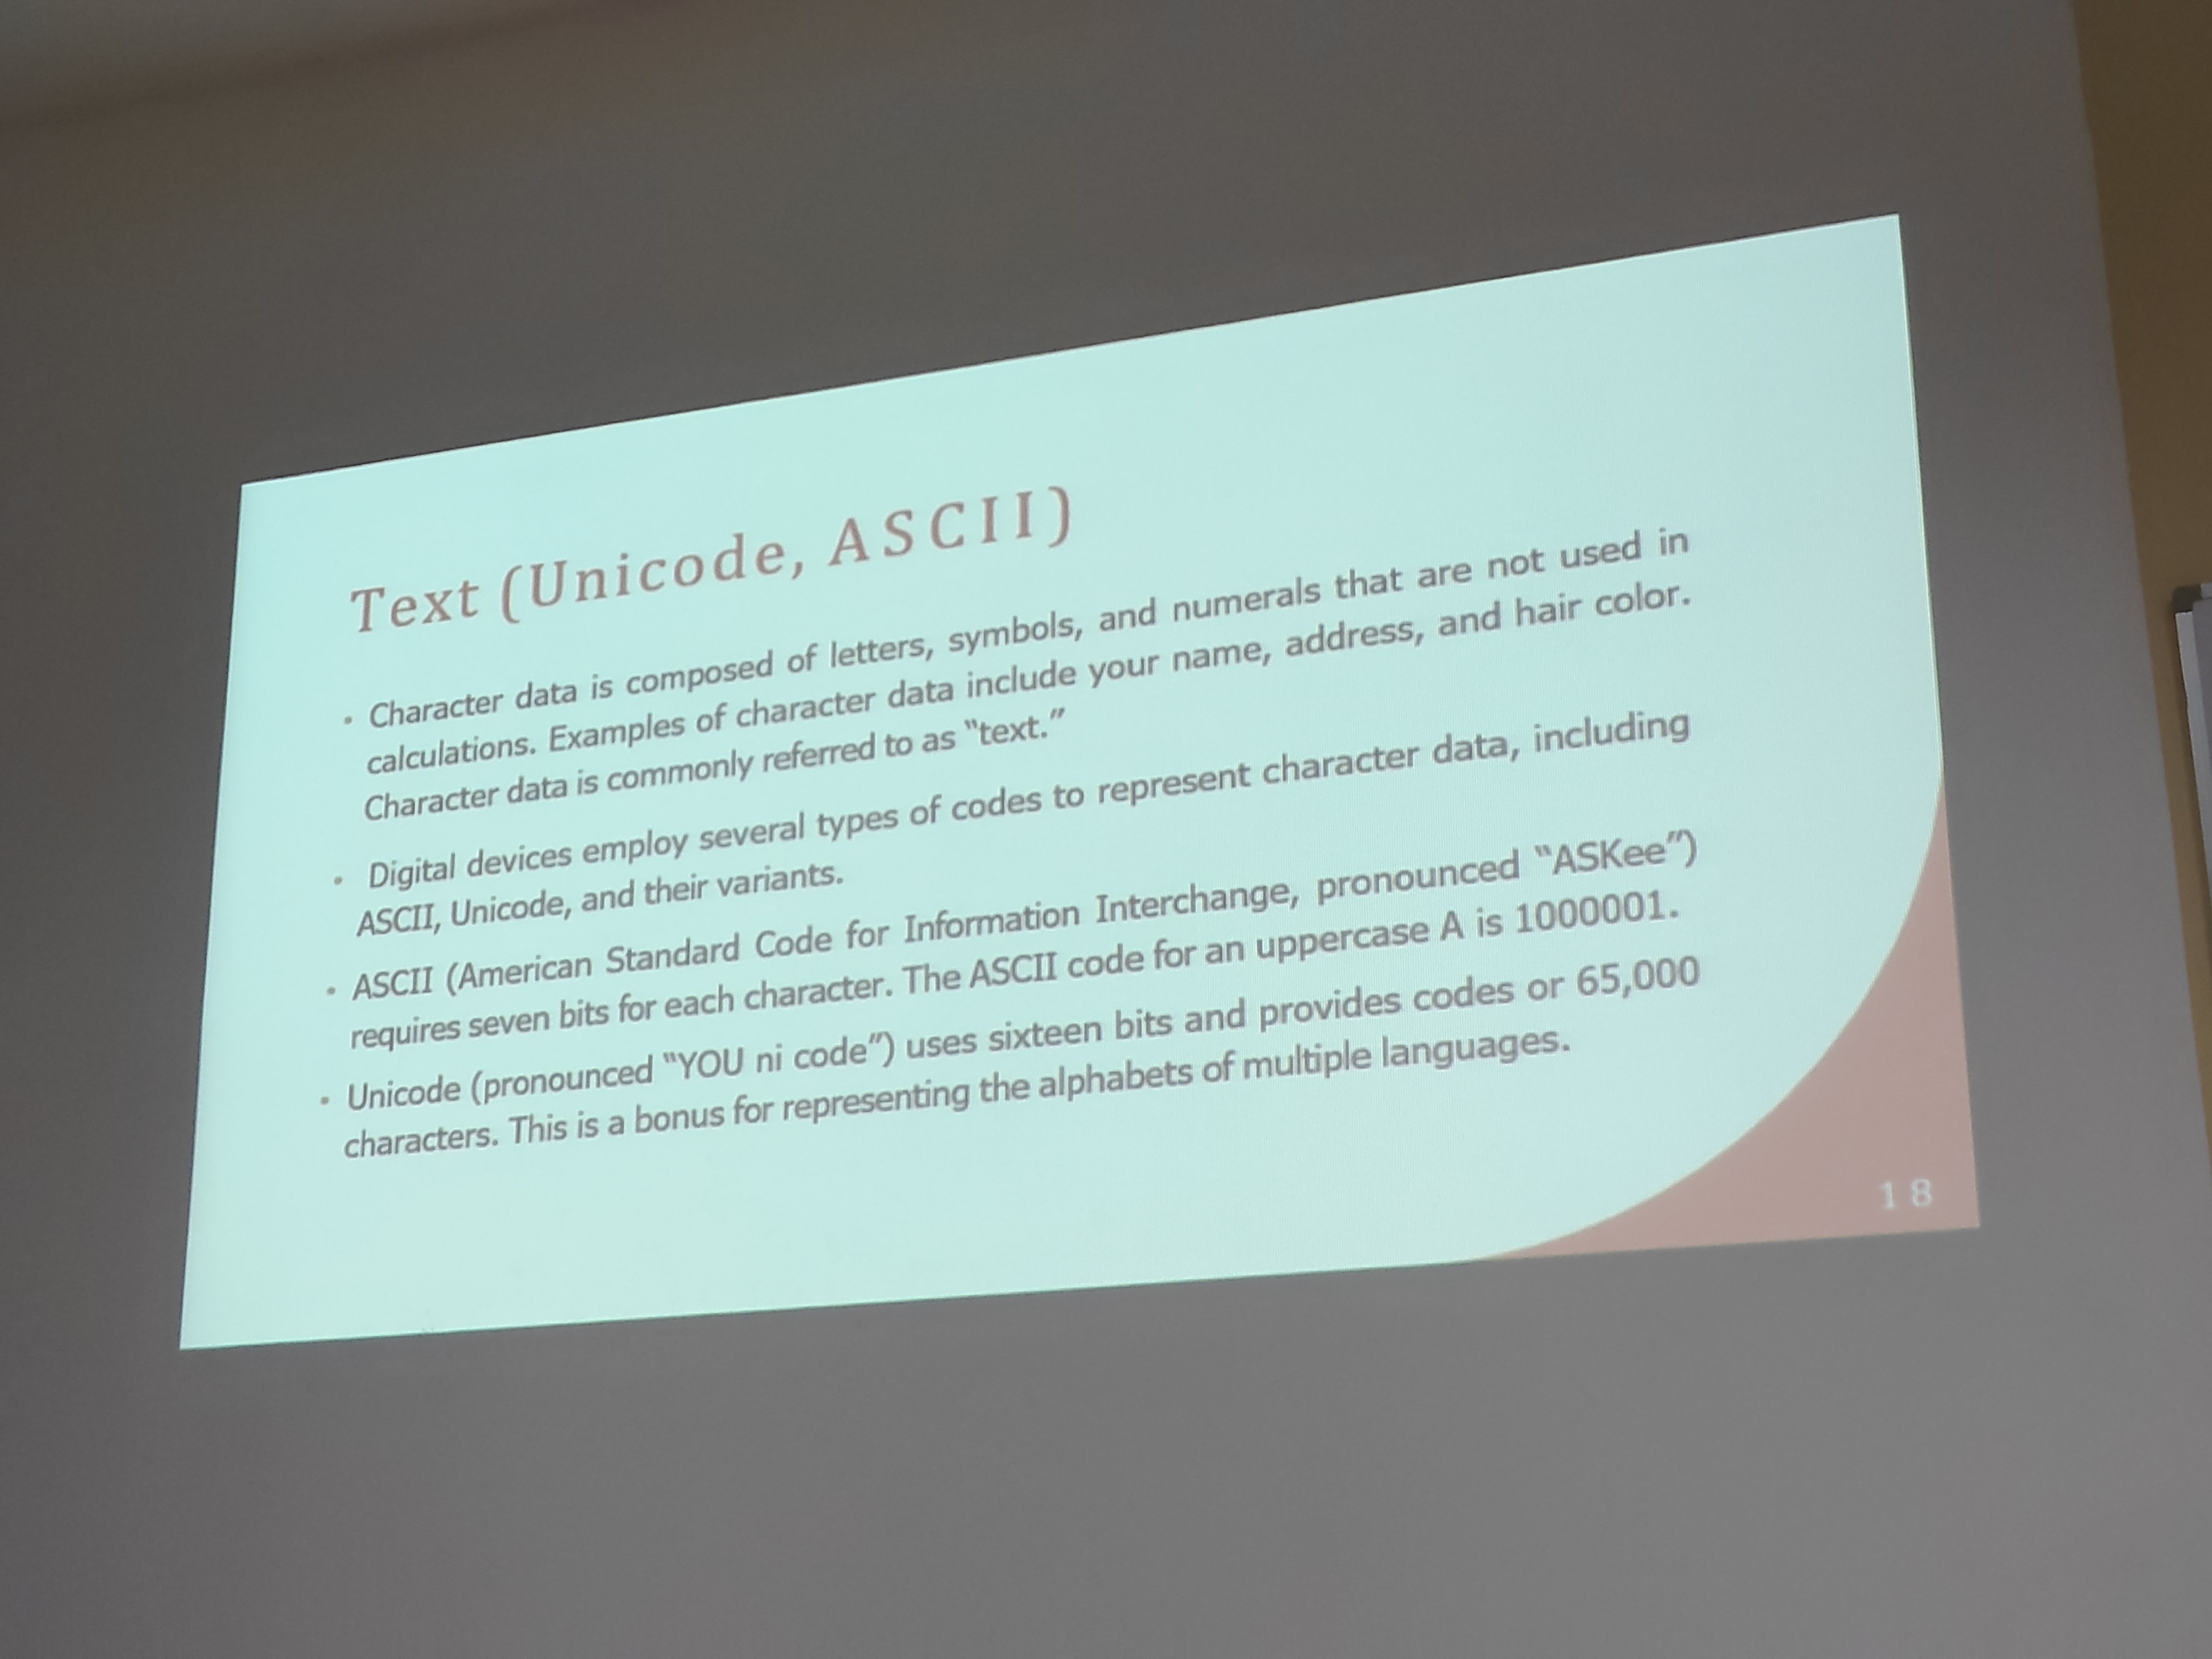 Text (Unicode, ASCII)
• Character data is composed of letters, symbols, and numerals that are not used in
calculations. Examples of character data include your name, address, and hair color.
Character data is commonly referred to as “text.”
• Digital devices employ several types of codes to represent character data, including
ASCII, Unicode, and their variants.
• ASCII (American Standard Code for Information Interchange, pronounced “ASKee”)
requires seven bits for each character. The ASCII code for an uppercase A is 1000001.
• Unicode (pronounced “YOU ni code”) uses sixteen bits and provides codes or 65,000
characters. This is a bonus for representing the alphabets of multiple languages.
18